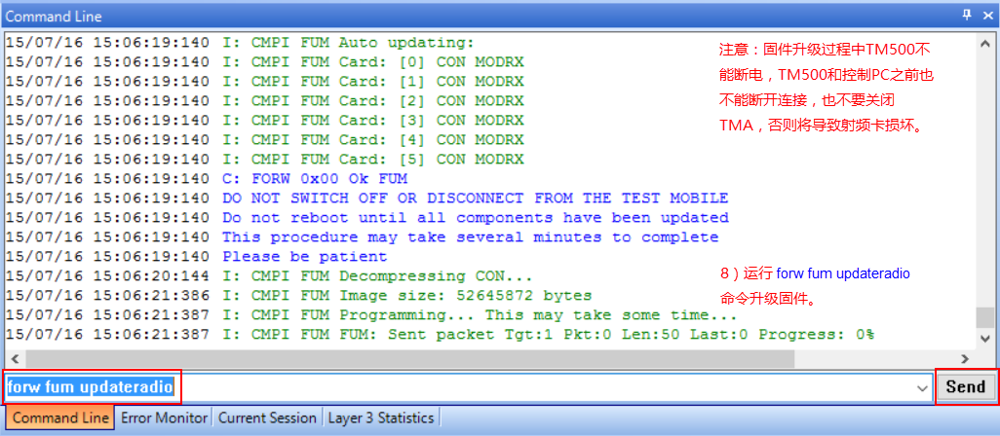 Command Line
15/07/16 15:06:19:140 I: CMPI FUM Auto updating:
15/07/16 15:06:19:140 I: CMPI FUM Card: [0] CON MODRX
15/07/16 15:06:19:140 I: CMPI FUM Card: [1] CON MODRX
15/07/16 15:06:19:140 I: CMPI FUM Card: [2] CON MODRX
15/07/16 15:06:19:140 I: CMPI FUM Card: [3] CON MODRX
15/07/16 15:06:19:140 I: CMPI FUM Card: [4] CON MODRX
15/07/16 15:06:19:140 I: CMPI FUM Card: [5] CON MODRX
15/07/16 15:06:19:140 C: FORW 0x00 Ok FUM
15/07/16 15:06:19:140 DO NOT SWITCH OFF OR DISCONNECT FROM THE TEST MOBILE
15/07/16 15:06:19:140 Do not reboot until all components have been updated
15/07/16 15:06:19:140 This procedure may take several minutes to complete
15/07/16 15:06:19:140 Please be patient
15/07/16 15:06:20:144 I: CMPI FUM Decompressing CON...
15/07/16 15:06:21:386 I: CMPI FUM Image size: 52645872 bytes
15/07/16 15:06:21:387 I: CMPI FUM Programming... This may take some time...
15/07/16 15:06:21:387 I: CMPI FUM FUM: Sent packet Tgt:1 Pkt:0 Len:50 Last:0 Progress: 0%
注意：固件升级过程中TM500不
能断电，TM500和控制PC之前也
不能断开连接，也不要关闭
TMA，否则将导致射频卡损坏。
8）运行 forw fum updateradio
命令升级固件。
forw fum updateradio
Send
Command Line
Error Monitor
Current Session
Layer 3 Statistics